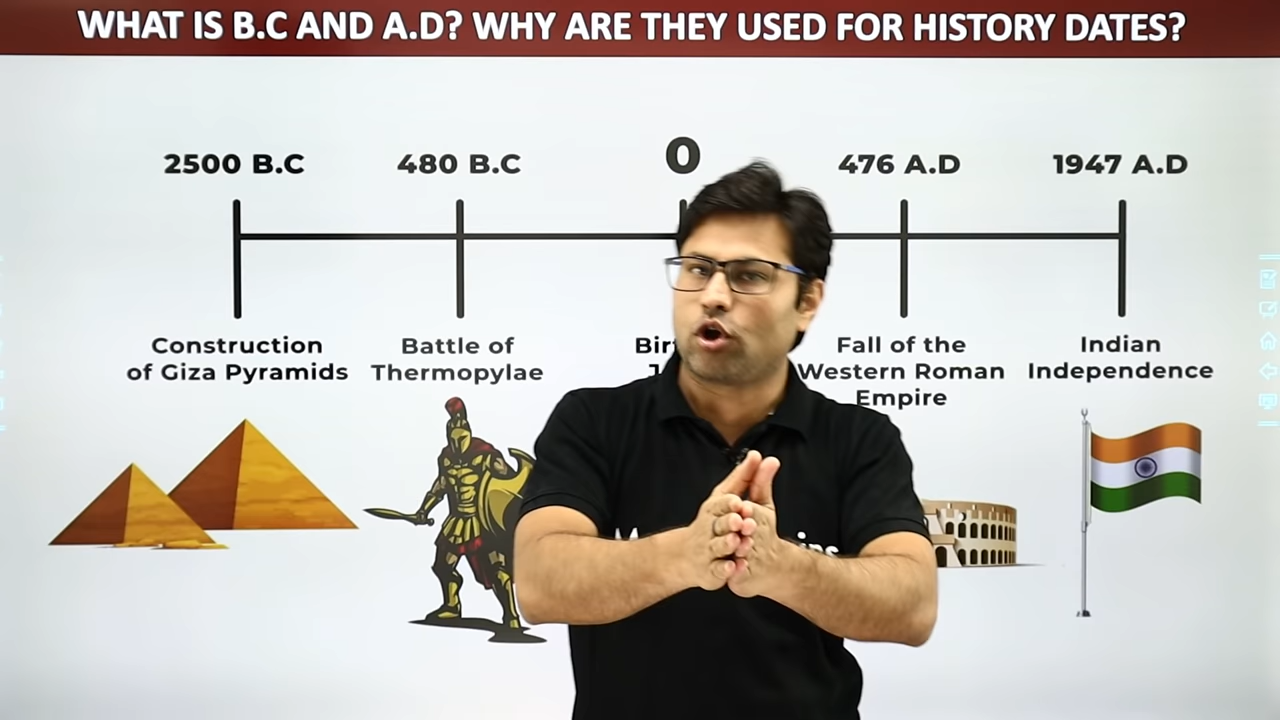 WHAT IS B.C AND A.D? WHY ARE THEY USED FOR HISTORY DATES?
2500 B.C
480 B.C
0
476 A.D
1947 A.D
Construction
of Giza Pyramids
Battle of
Thermopylae
Fall of the
Western Roman
Empire
Indian
Independence